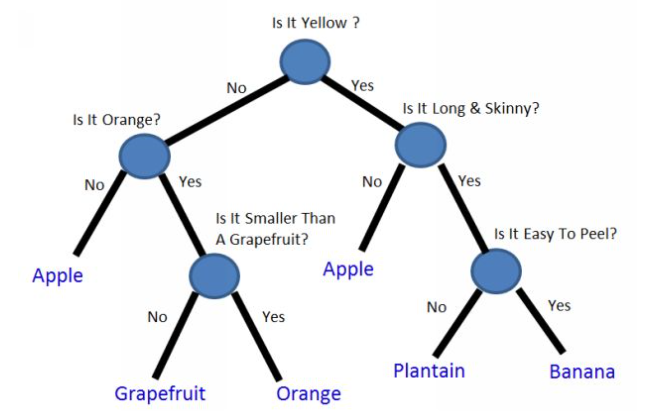 Is It Yellow ?
No
Yes
Is It Long & Skinny?
Is It Orange?
No
Yes
No
Yes
Is It Smaller Than
A Grapefruit?
Is It Easy To Peel?
Apple
Apple
No
Yes
No
Yes
Plantain
Banana
Grapefruit
Orange